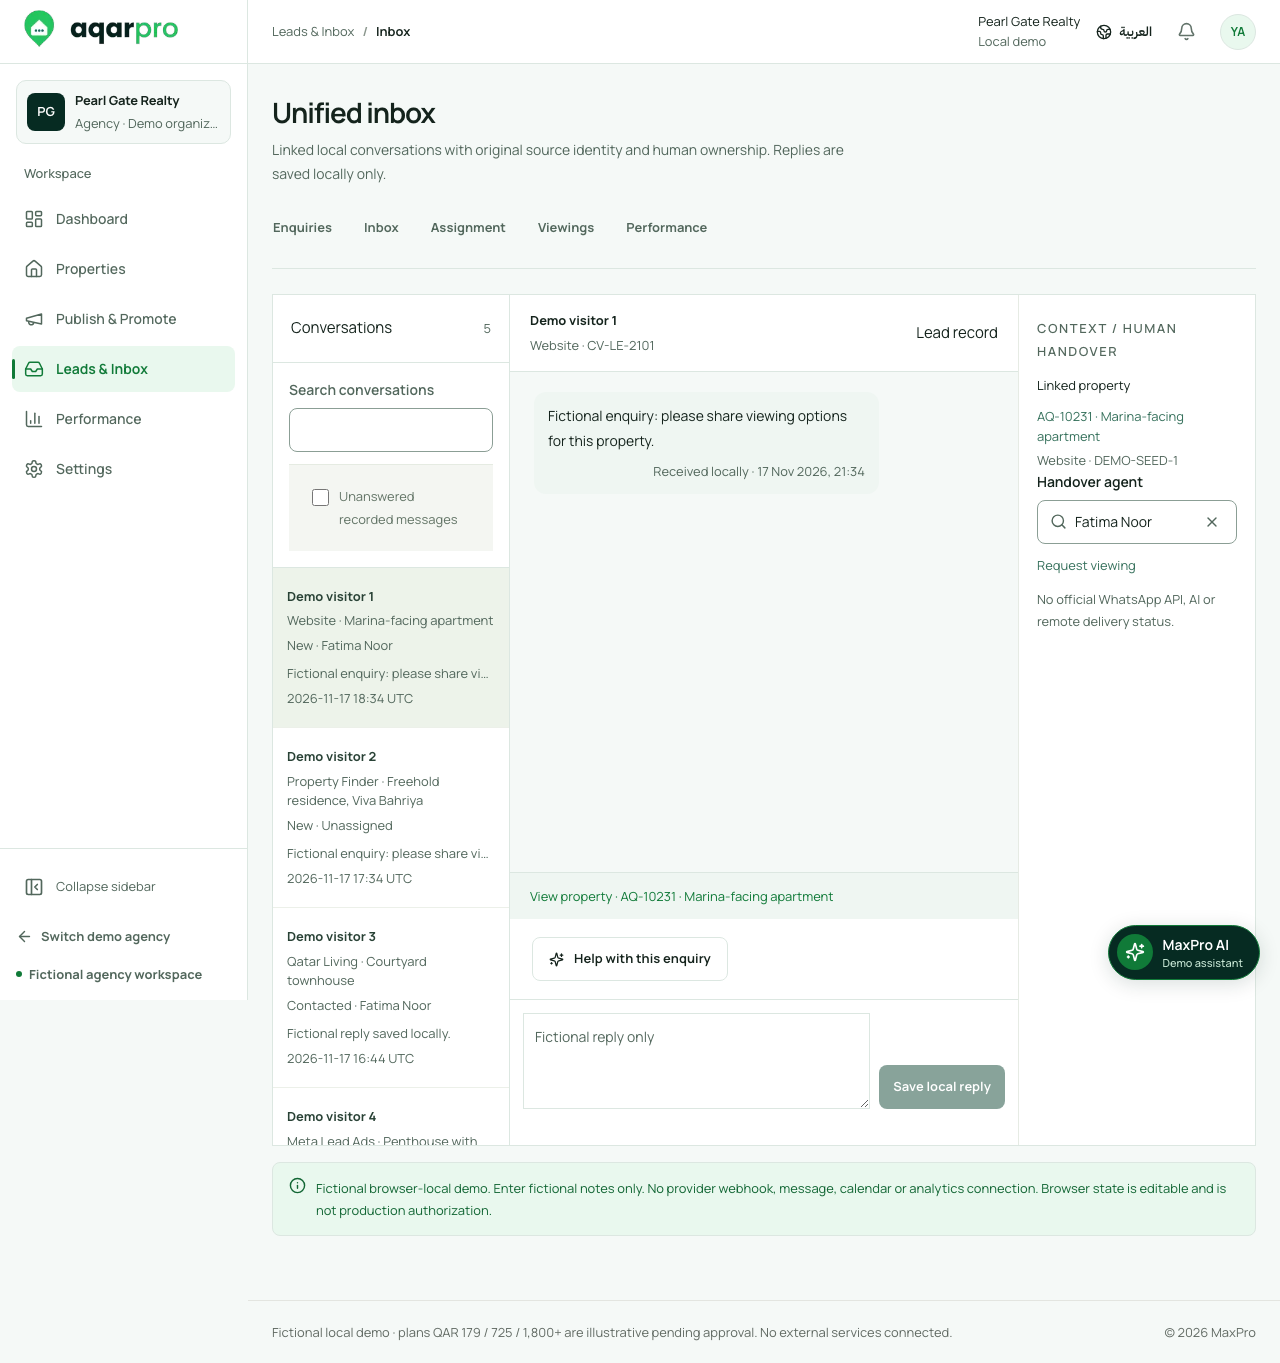 aqarpro
Leads & Inbox / Inbox
Pearl Gate Realty
Local demo
العربية
YA
PG
Pearl Gate Realty
Agency · Demo organiz...
Workspace
Dashboard
Properties
Publish & Promote
Leads & Inbox
Performance
Settings
Collapse sidebar
Switch demo agency
Fictional agency workspace
Unified inbox
Linked local conversations with original source identity and human ownership. Replies are
saved locally only.
Enquiries Inbox Assignment Viewings Performance
Conversations 5
Search conversations
Unanswered
recorded messages
Demo visitor 1
Website · Marina-facing apartment
New · Fatima Noor
Fictional enquiry: please share vi...
2026-11-17 18:34 UTC
Demo visitor 2
Property Finder · Freehold
residence, Viva Bahriya
New · Unassigned
Fictional enquiry: please share vi...
2026-11-17 17:34 UTC
Demo visitor 3
Qatar Living · Courtyard
townhouse
Contacted · Fatima Noor
Fictional reply saved locally.
2026-11-17 16:44 UTC
Demo visitor 4
Meta Lead Ads · Penthouse with
Demo visitor 1
Website · CV-LE-2101
Lead record
Fictional enquiry: please share viewing options
for this property.
Received locally · 17 Nov 2026, 21:34
View property · AQ-10231 · Marina-facing apartment
Help with this enquiry
Fictional reply only
Save local reply
CONTEXT / HUMAN
HANDOVER
Linked property
AQ-10231 · Marina-facing
apartment
Website · DEMO-SEED-1
Handover agent
Fatima Noor
Request viewing
No official WhatsApp API, AI or
remote delivery status.
MaxPro AI
Demo assistant
Fictional browser-local demo. Enter fictional notes only. No provider webhook, message, calendar or analytics connection. Browser state is editable and is
not production authorization.
Fictional local demo · plans QAR 179 / 725 / 1,800+ are illustrative pending approval. No external services connected.
© 2026 MaxPro